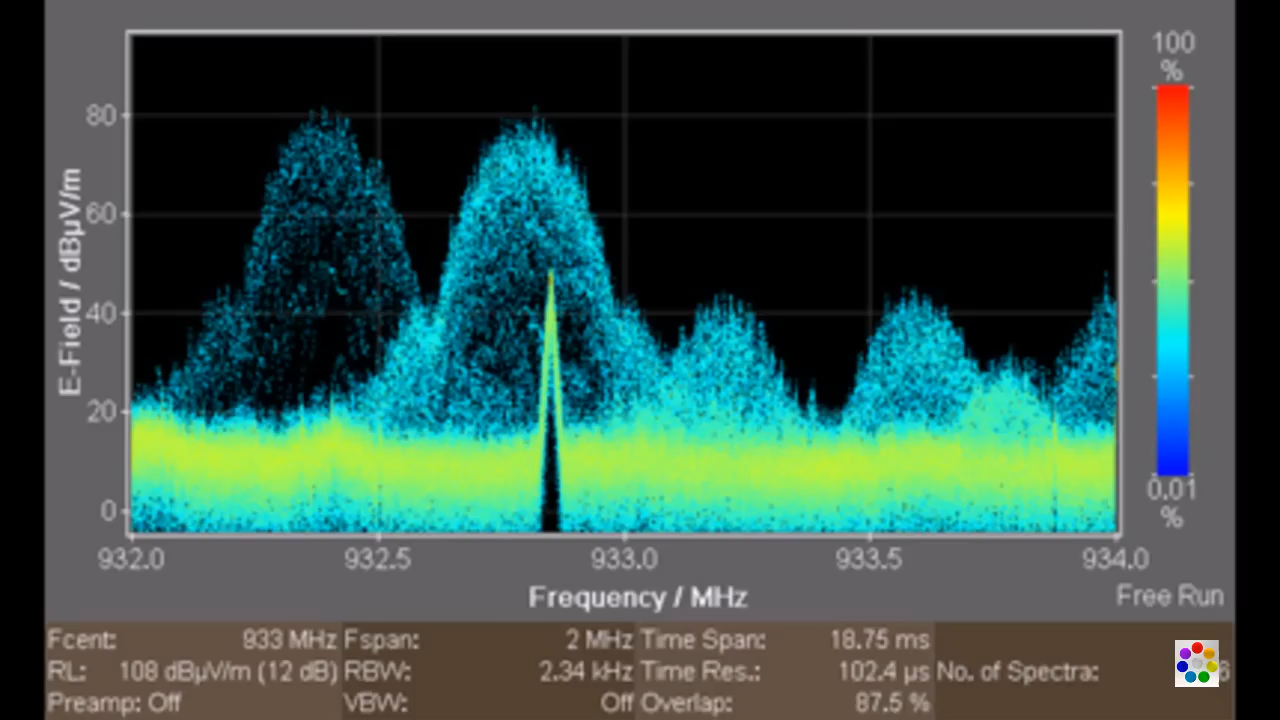 100
%
80
60
40
20
0
E-Field / dBµV/m
0.01
%
932.0 932.5 933.0 933.5 934.0
Frequency / MHz
Free Run
Fcent: 933 MHz Fspan: 2 MHz Time Span: 18.75 ms
RL: 108 dBµV/m (12 dB) RBW: 2.34 kHz Time Res.: 102.4 µs No. of Spectra:
Preamp: Off VBW: Off Overlap: 87.5 %